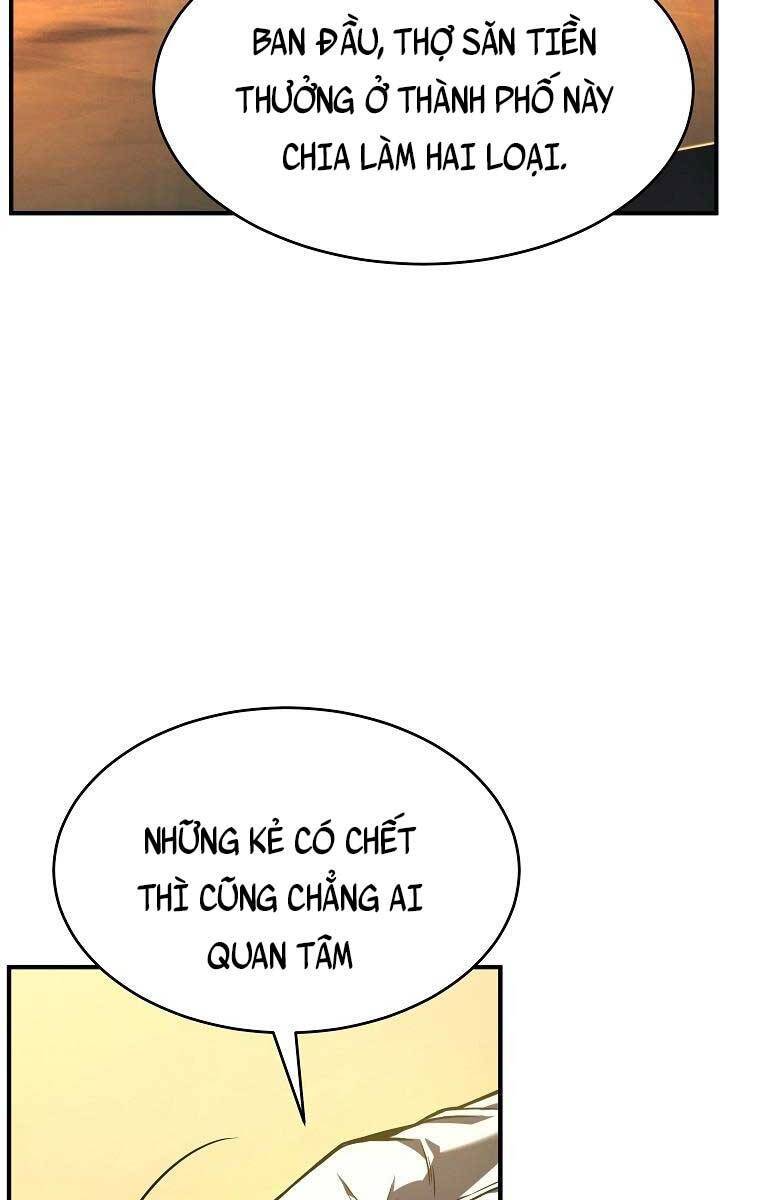 BAN ĐẦU, THỢ SĂN TIỀN
THƯỞNG Ở THÀNH PHỐ NÀY
CHIA LÀM HAI LOẠI.
NHỮNG KẺ CÓ CHẾT
THÌ CŨNG CHẲNG AI
QUAN TÂM